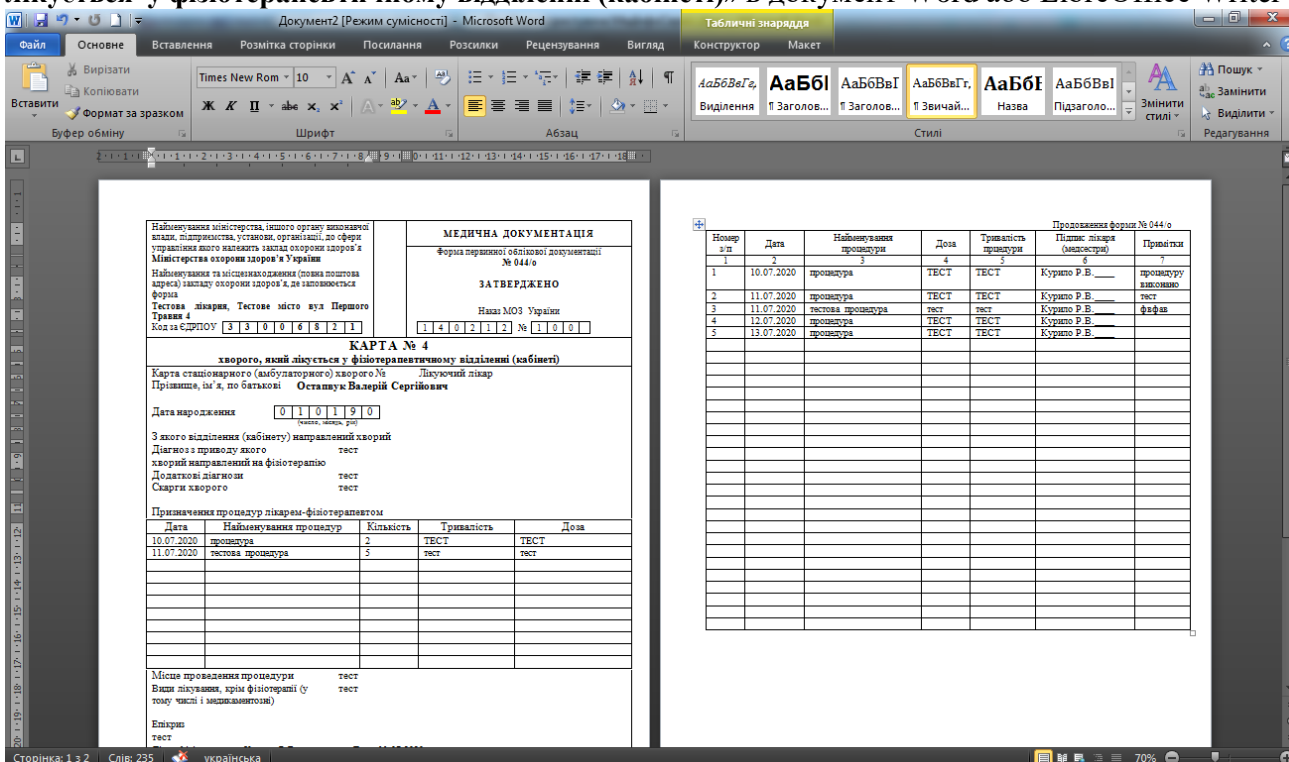 лікується у фізіотерапевтичному відділенні (кабінеті)» в документ Word або LibreOffice Writer
Документ2 [Режим сумісності] - Microsoft Word
Табличні знаряддя
Файл Основне Вставлення Розмітка сторінки Посилання Розсилки Рецензування Вигляд Конструктор Макет
Вставити
Вирізати
Копіювати
Формат за зразком
Буфер обміну
Times New Rom 10
Шрифт
Абзац
АаБбВвГг, АаБбІ АаБбВвІ АаБбВвГг, АаБбІ АаБбВвІ
Виділення ¶ Заголов... ¶ Заголов... ¶ Звичай... Назва Підзаголо...
Змінити стилі
Стилі
Пошук
Замінити
Виділити
Редагування
Найменування міністерства, іншого органу виконавчої
влади, підприємства, установи, організації, до сфери
управління якого належить заклад охорони здоров'я
Міністерства охорони здоров'я України
Найменування та місцезнаходження (повна поштова
адреса) закладу охорони здоров'я, де заповнюється
форма
Тестова лікарня, Тестове місто вул Першого
Травня 4
Код за ЄДРПОУ 3 3 0 0 6 8 2 1
МЕДИЧНА ДОКУМЕНТАЦІЯ
Форма первинної облікової документації
№ 044/о
ЗАТВЕРДЖЕНО
Наказ МОЗ України
1 4 0 2 1 2 № 1 0 0
КАРТА № 4
хворого, який лікується у фізіотерапевтичному відділенні (кабінеті)
Карта стаціонарного (амбулаторного) хворого № Лікуючий лікар
Прізвище, ім'я, по батькові Остапвук Валерій Сергійович
Дата народження 0 1 0 1 9 0
(число, місяць, рік)
З якого відділення (кабінету) направлений хворий
Діагноз з приводу якого тест
хворий направлений на фізіотерапію
Додаткові діагнози тест
Скарги хворого тест
Призначення процедур лікарем-фізіотерапевтом
Дата Найменування процедур Кількість Тривалість Доза
10.07.2020 процедура 2 ТЕСТ ТЕСТ
11.07.2020 тестова процедура 5 тест тест
Місце проведення процедури тест
Види лікування, крім фізіотерапії (у тест
тому числі і медикаментозні)
Епікриз
тест
Продовження форми № 044/о
Номер з/п Дата Найменування процедури Доза Тривалість прцедури Підпис лікаря (медсестри) Примітки
1 2 3 4 5 6 7
1 10.07.2020 процедура ТЕСТ ТЕСТ Курило Р.В.____ процедуру виконано
2 11.07.2020 процедура ТЕСТ ТЕСТ Курило Р.В.____ тест
3 11.07.2020 тестова процедура тест тест Курило Р.В.____ фвфав
4 12.07.2020 процедура ТЕСТ ТЕСТ Курило Р.В.____
5 13.07.2020 процедура ТЕСТ ТЕСТ Курило Р.В.____
Сторінка: 1 з 2 Слів: 235 українська 70%